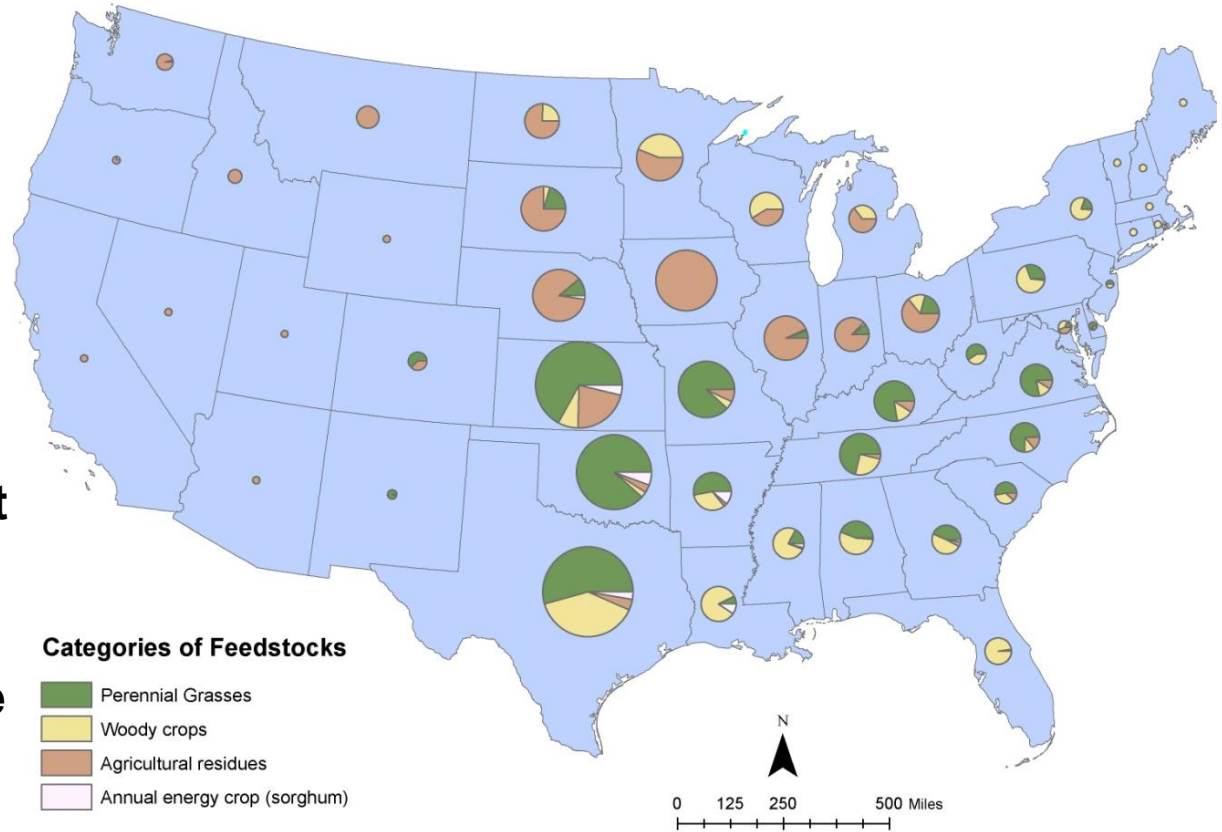 t
e
Categories of Feedstocks
Perennial Grasses
Woody crops
Agricultural residues
Annual energy crop (sorghum)
N
0 125 250 500 Miles